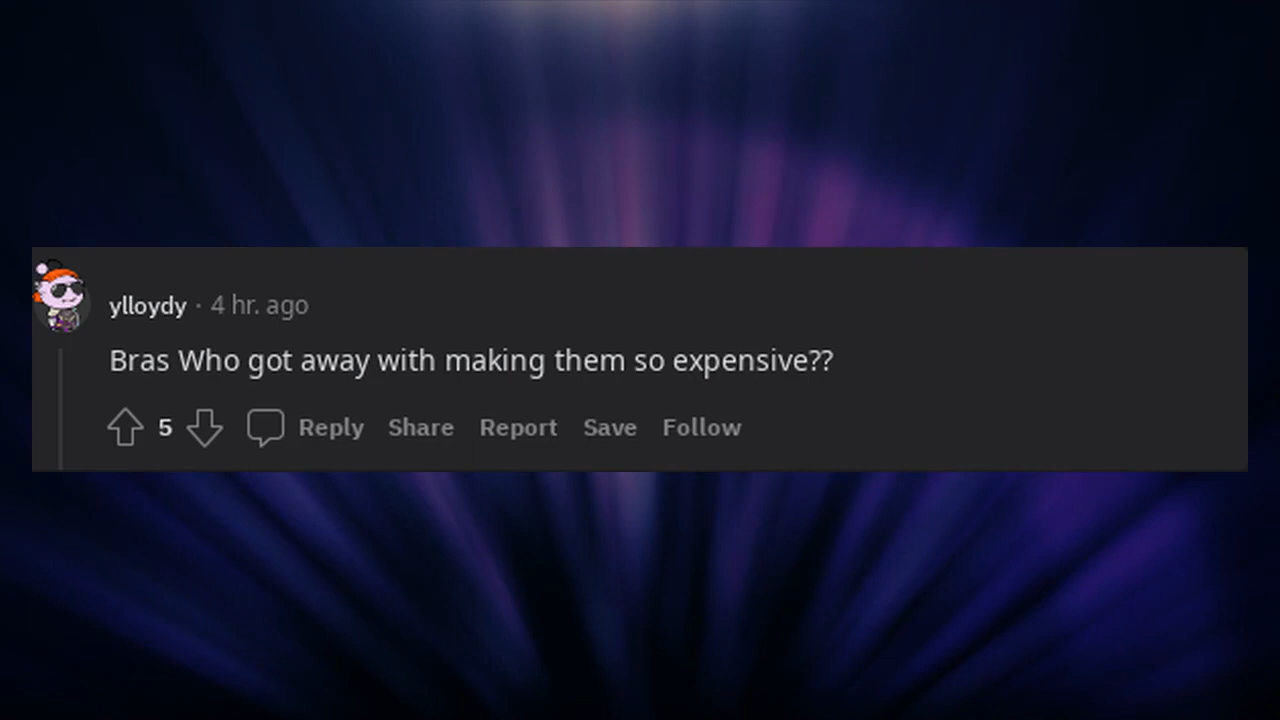 ylloydy · 4 hr. ago
Bras Who got away with making them so expensive??
5 Reply Share Report Save Follow